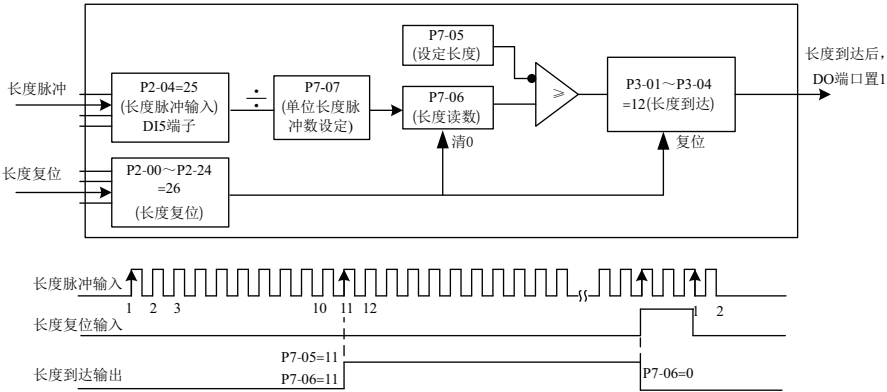 长度脉冲
P2-04=25
(长度脉冲输入)
DI5端子
÷
P7-07
(单位长度脉
冲数设定)
P7-05
(设定长度)
P7-06
(长度读数)
清0
≥
P3-01～P3-04
=12(长度到达)
复位
长度到达后，
DO端口置1
长度复位
P2-00～P2-24
=26
(长度复位)
长度脉冲输入
1 2 3 10 11 12 1 2
长度复位输入
P7-05=11
长度到达输出
P7-06=11
P7-06=0